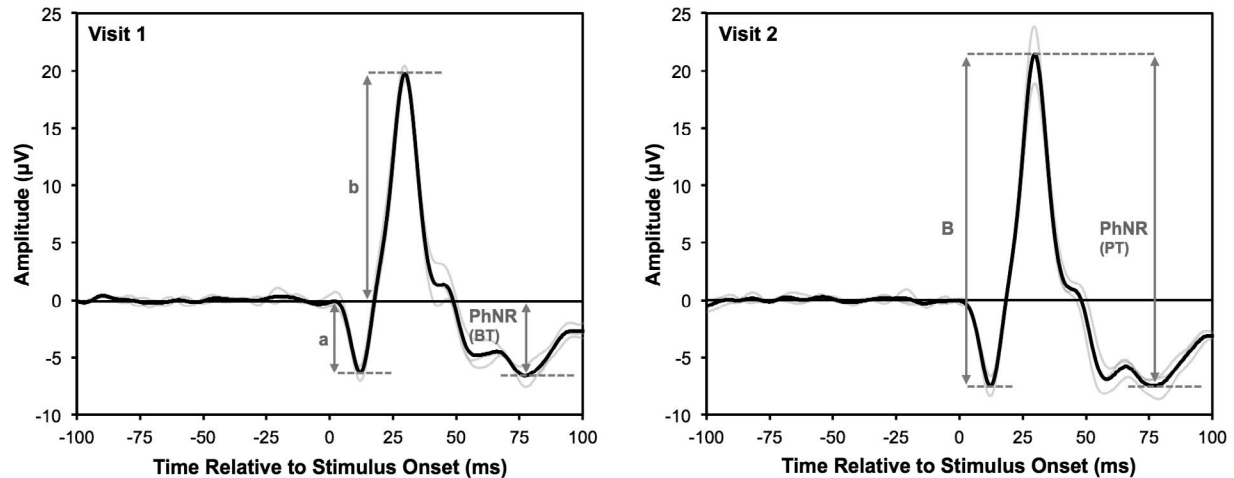 Visit 1
25
20
15
10
5
0
-5
-10
Amplitude (µV)
b
a
PhNR
(BT)
-100 -75 -50 -25 0 25 50 75 100
Time Relative to Stimulus Onset (ms)
Visit 2
25
20
15
10
5
0
-5
-10
Amplitude (µV)
B
PhNR
(PT)
-100 -75 -50 -25 0 25 50 75 100
Time Relative to Stimulus Onset (ms)